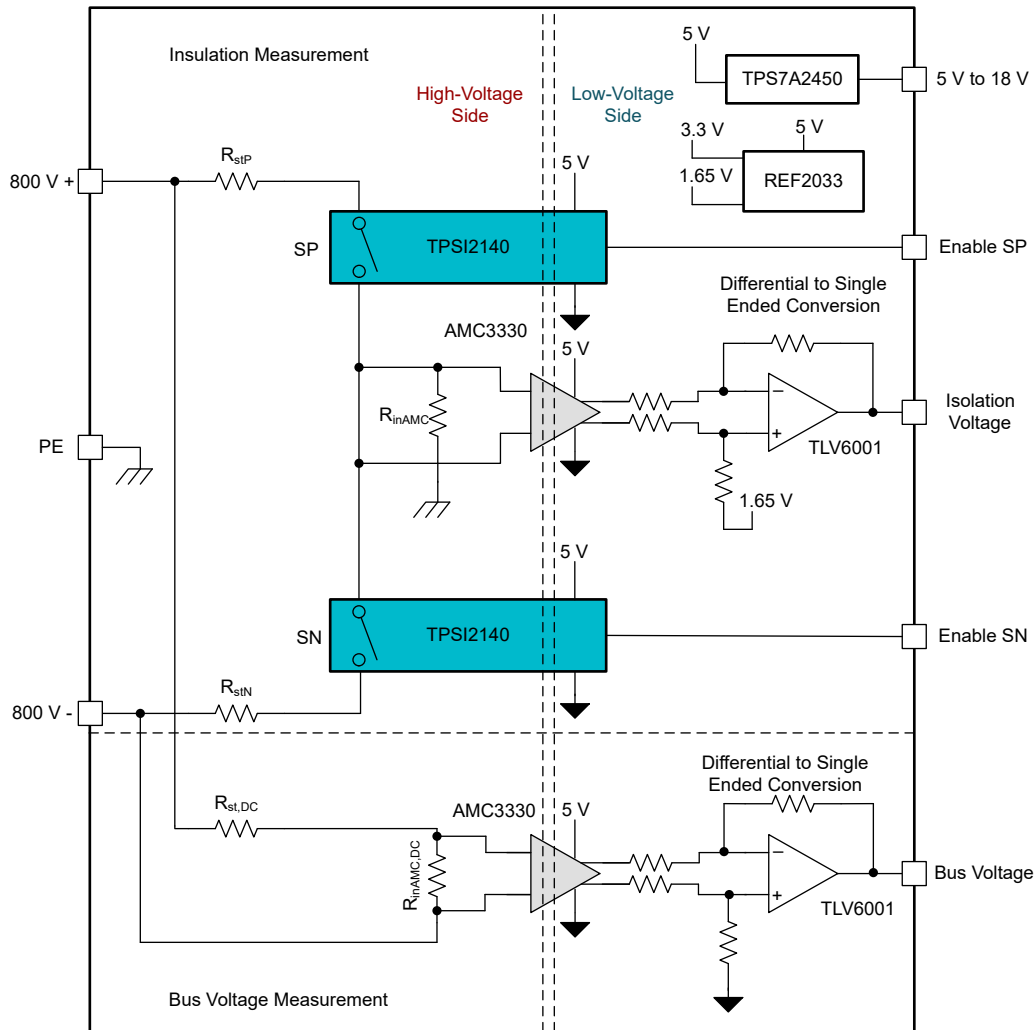 Insulation Measurement
High-Voltage
Side
Low-Voltage
Side
5 V
TPS7A2450
5 V to 18 V
3.3 V
5 V
1.65 V
REF2033
800 V +
RstP
5 V
SP
TPSI2140
Enable SP
Differential to Single
Ended Conversion
AMC3330
5 V
RinAMC
−
+
TLV6001
Isolation
Voltage
PE
1.65 V
5 V
SN
TPSI2140
Enable SN
RstN
800 V -
Differential to Single
Ended Conversion
Rst,DC
AMC3330
5 V
RinAMC,DC
−
+
TLV6001
Bus Voltage
Bus Voltage Measurement